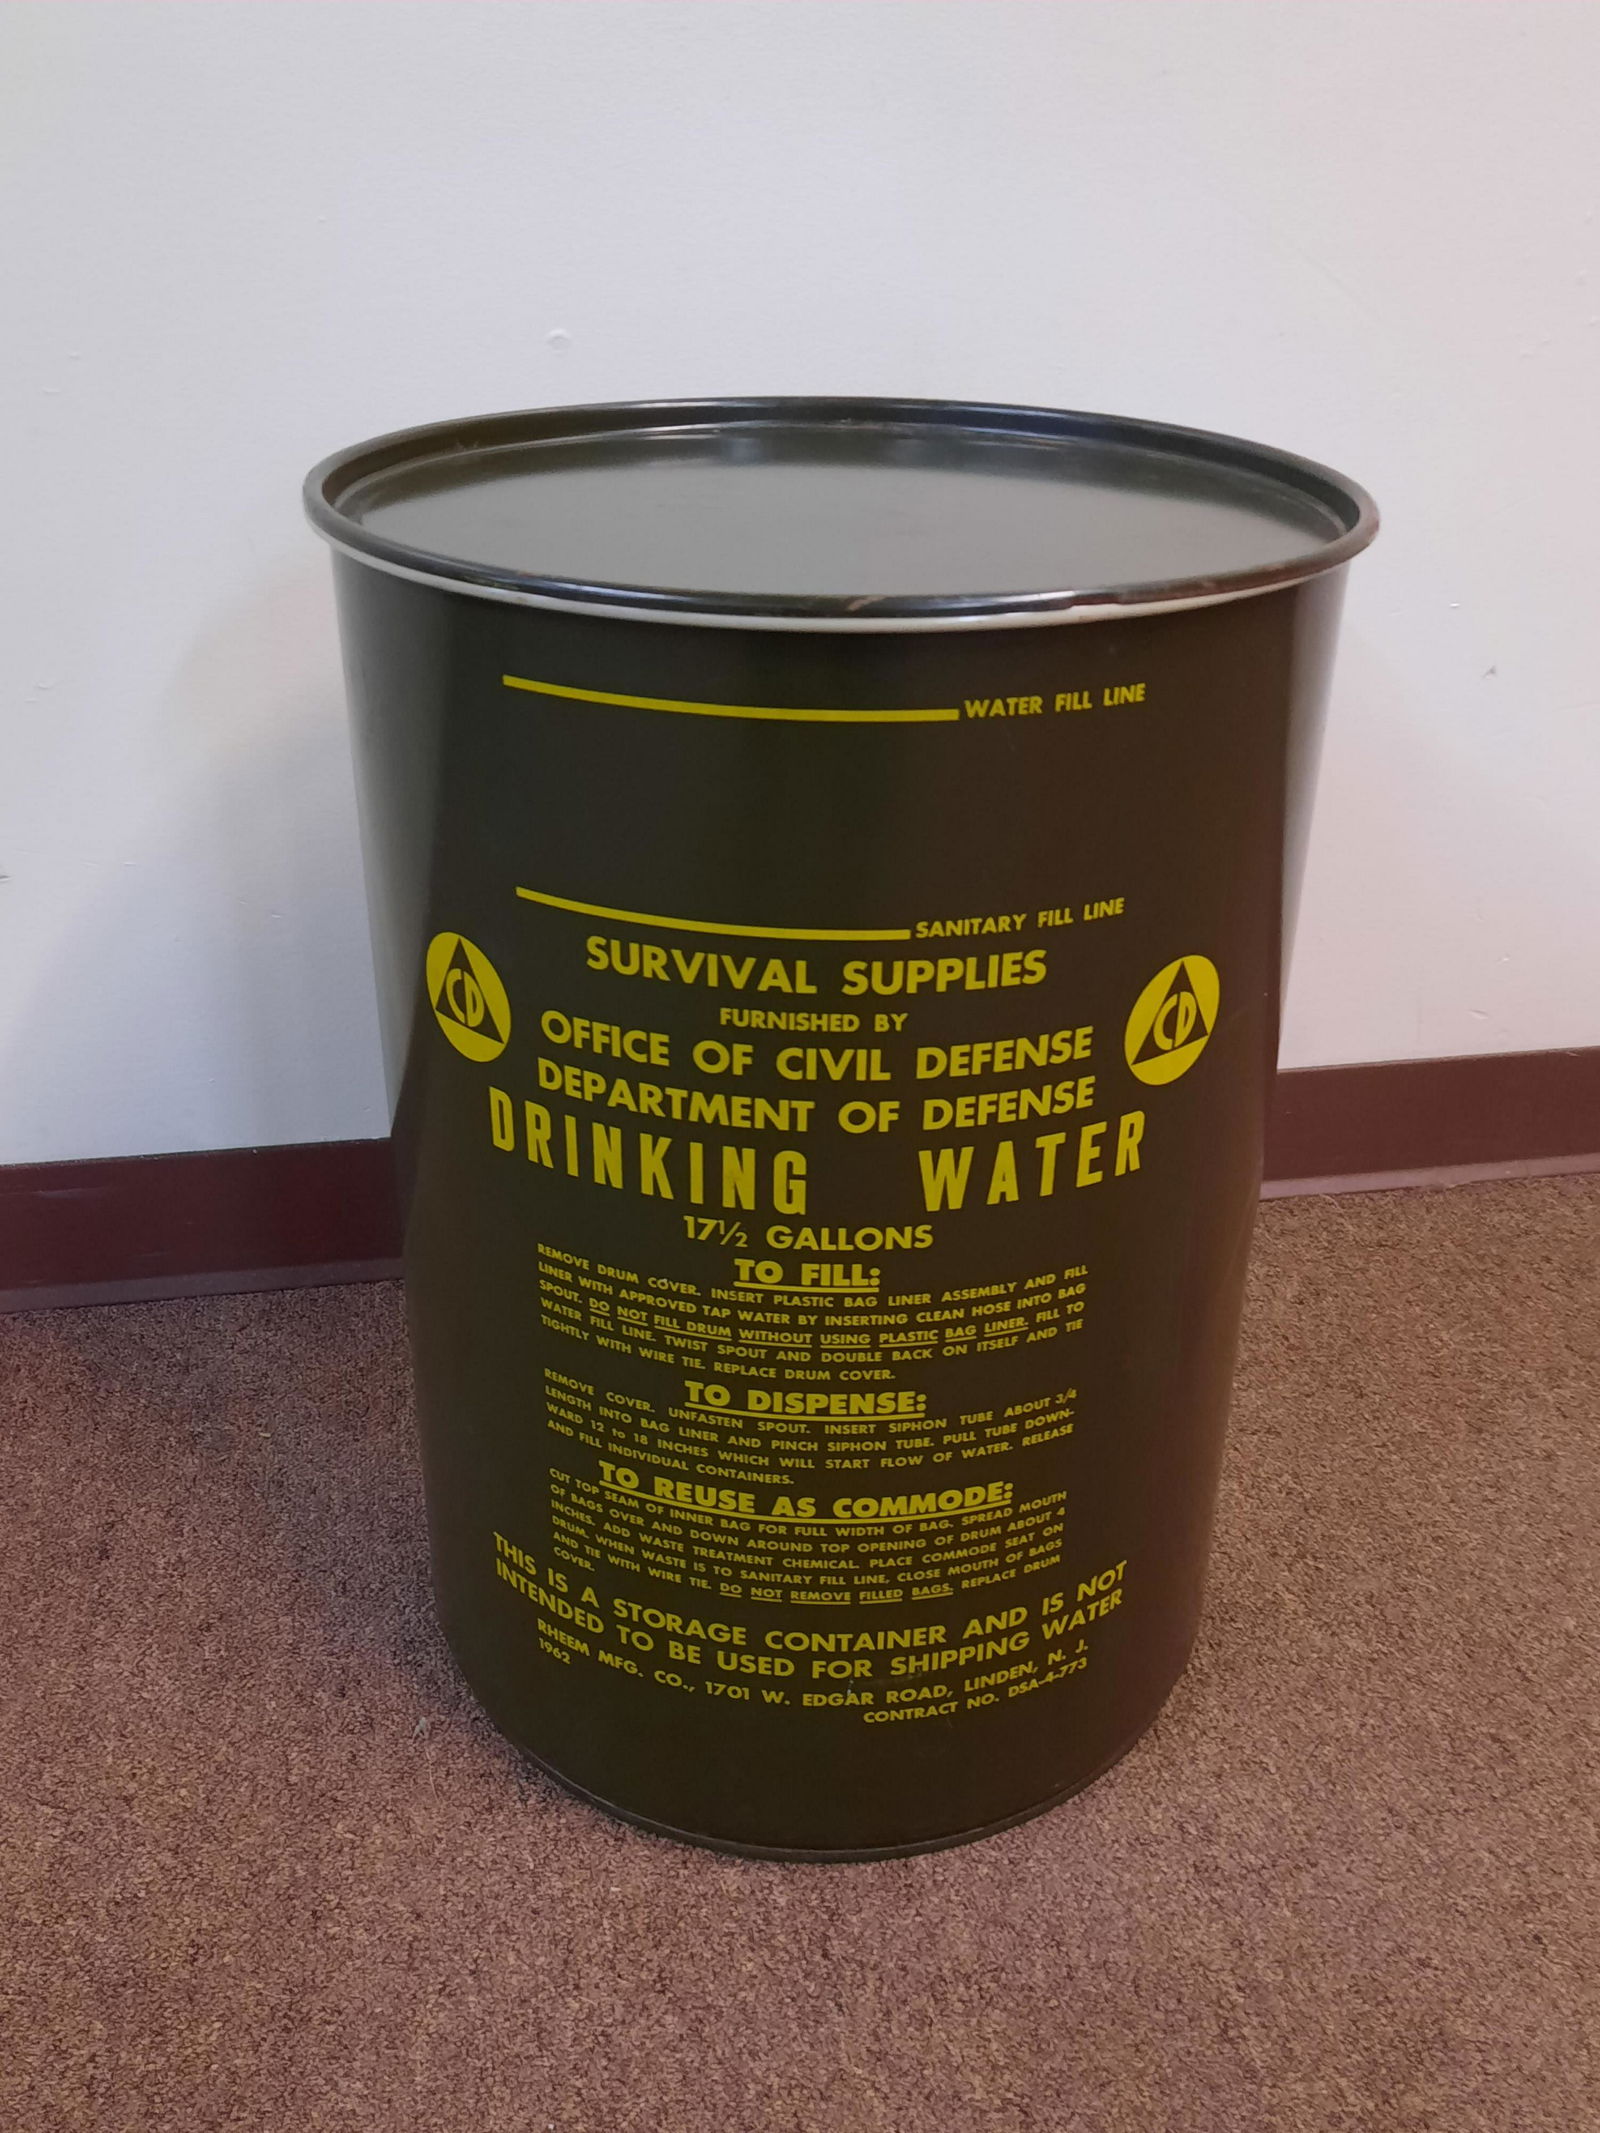 WATER FILL LINE
SANITARY FILL LINE
SURVIVAL SUPPLIES
FURNISHED BY
CD
CD
OFFICE OF CIVIL DEFENSE
DEPARTMENT OF DEFENSE
DRINKING WATER
17½ GALLONS
TO FILL:
REMOVE DRUM COVER. INSERT PLASTIC BAG LINER ASSEMBLY AND FILL
LINER WITH APPROVED TAP WATER BY INSERTING CLEAN HOSE INTO BAG
SPOUT. DO NOT FILL DRUM WITHOUT USING PLASTIC BAG LINER. FILL TO
WATER FILL LINE. TWIST SPOUT AND DOUBLE BACK ON ITSELF AND TIE
TIGHTLY WITH WIRE TIE. REPLACE DRUM COVER.
TO DISPENSE:
REMOVE COVER. UNFASTEN SPOUT. INSERT SIPHON TUBE ABOUT 3/4
LENGTH INTO BAG LINER AND PINCH SIPHON TUBE. PULL TUBE DOWN-
WARD 12 to 18 INCHES WHICH WILL START FLOW OF WATER. RELEASE
AND FILL INDIVIDUAL CONTAINERS.
TO REUSE AS COMMODE:
CUT TOP SEAM OF INNER BAG FOR FULL WIDTH OF BAG. SPREAD MOUTH
OF BAGS OVER AND DOWN AROUND TOP OPENING OF DRUM ABOUT 4
INCHES. ADD WASTE TREATMENT CHEMICAL. PLACE COMMODE SEAT ON
DRUM. WHEN WASTE IS TO SANITARY FILL LINE, CLOSE MOUTH OF BAGS
AND TIE WITH WIRE TIE. DO NOT REMOVE FILLED BAGS. REPLACE DRUM
COVER.
THIS IS A STORAGE CONTAINER AND IS NOT
INTENDED TO BE USED FOR SHIPPING WATER
RHEEM MFG. CO., 1701 W. EDGAR ROAD, LINDEN, N. J.
1962 CONTRACT NO. DSA-4-773